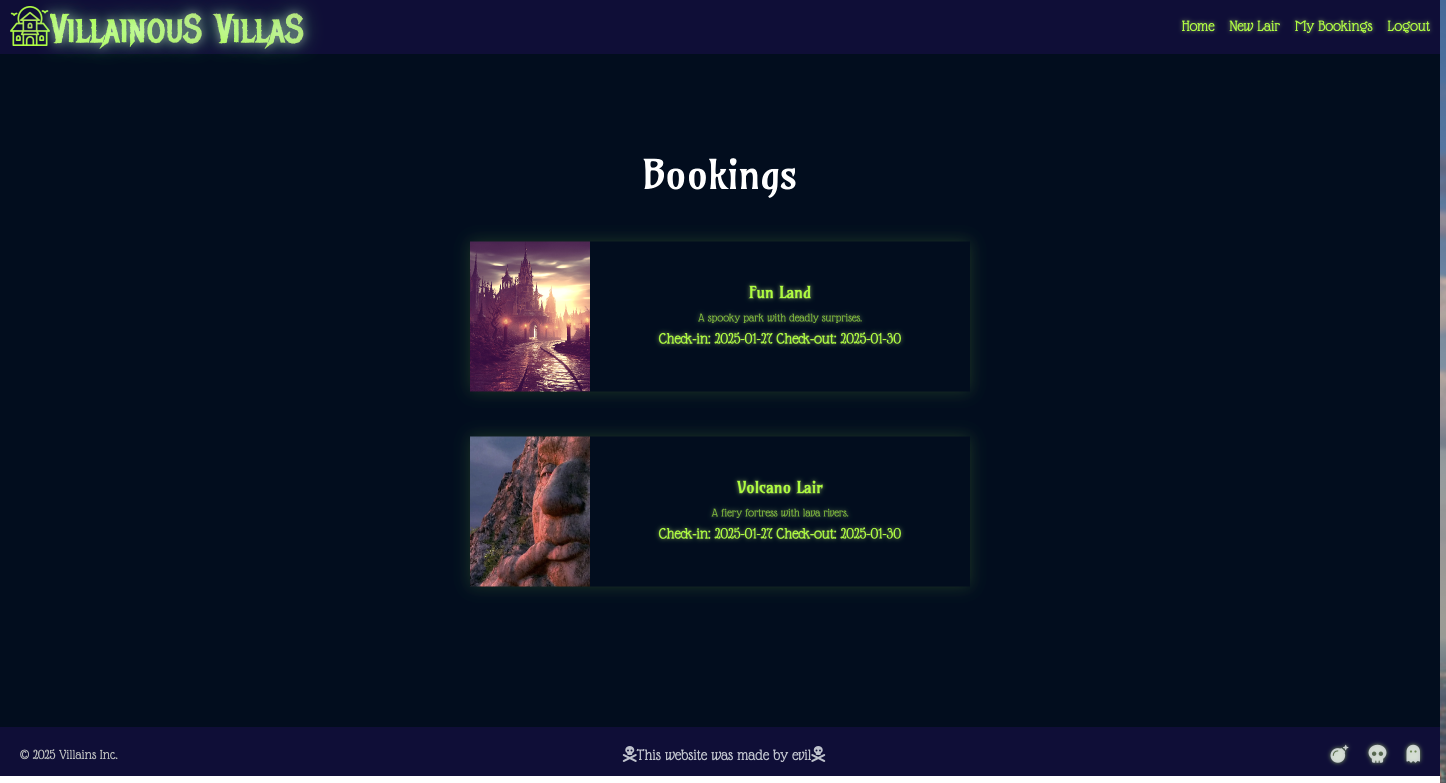 VILLAINOUS VILLAS
Home New Lair My Bookings Logout
Bookings
Fun Land
A spooky park with deadly surprises.
Check-in: 2025-01-27 Check-out: 2025-01-30
Volcano Lair
A fiery fortress with lava rivers.
Check-in: 2025-01-27 Check-out: 2025-01-30
© 2025 Villains Inc.
This website was made by evil